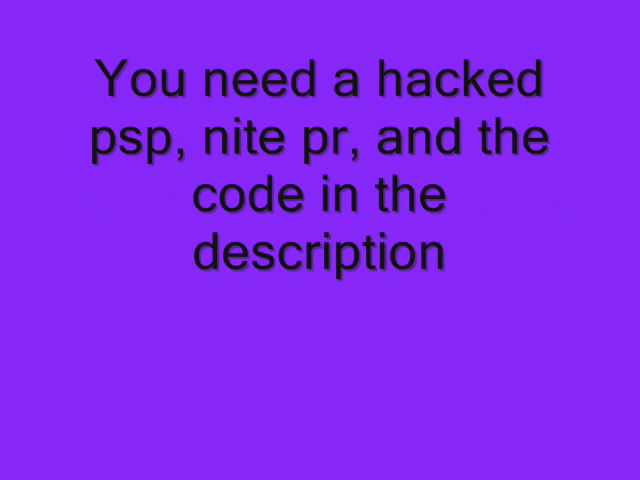 You need a hacked
psp, nite pr, and the
code in the
description